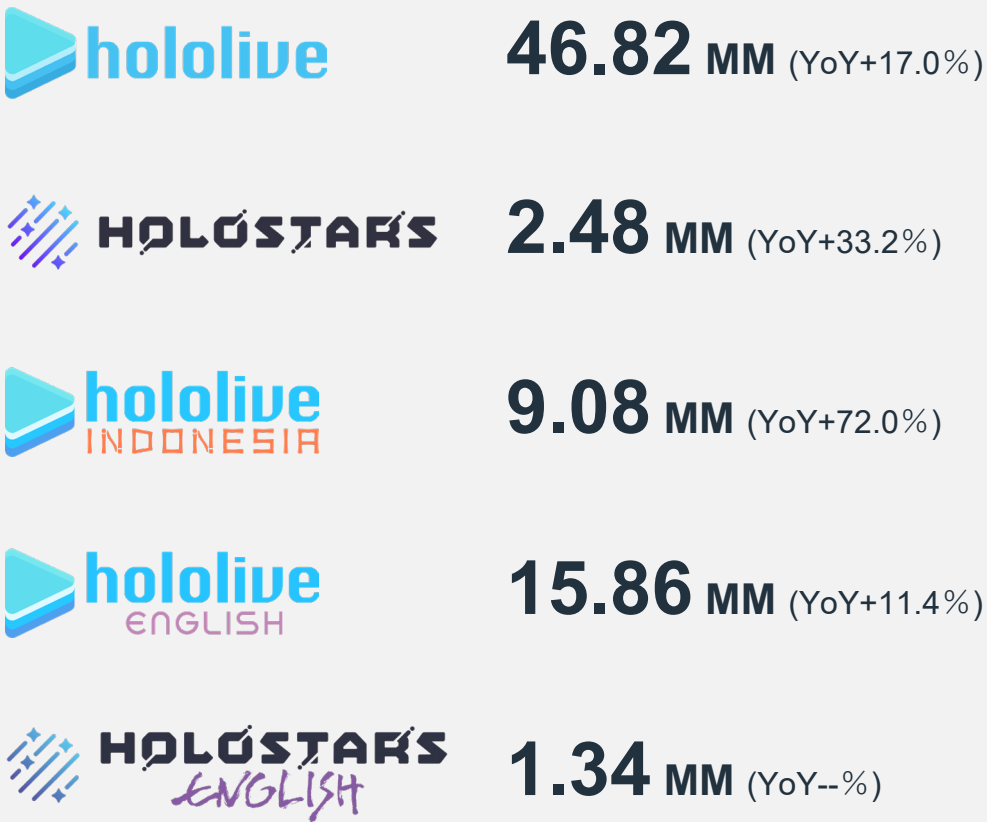 hololive 46.82 MM (YoY+17.0%)
HOLOSTARS 2.48 MM (YoY+33.2%)
hololive 9.08 MM (YoY+72.0%)
INDONESIA
hololive 15.86 MM (YoY+11.4%)
ENGLISH
HOLOSTARS 1.34 MM (YoY--%)
ENGLISH